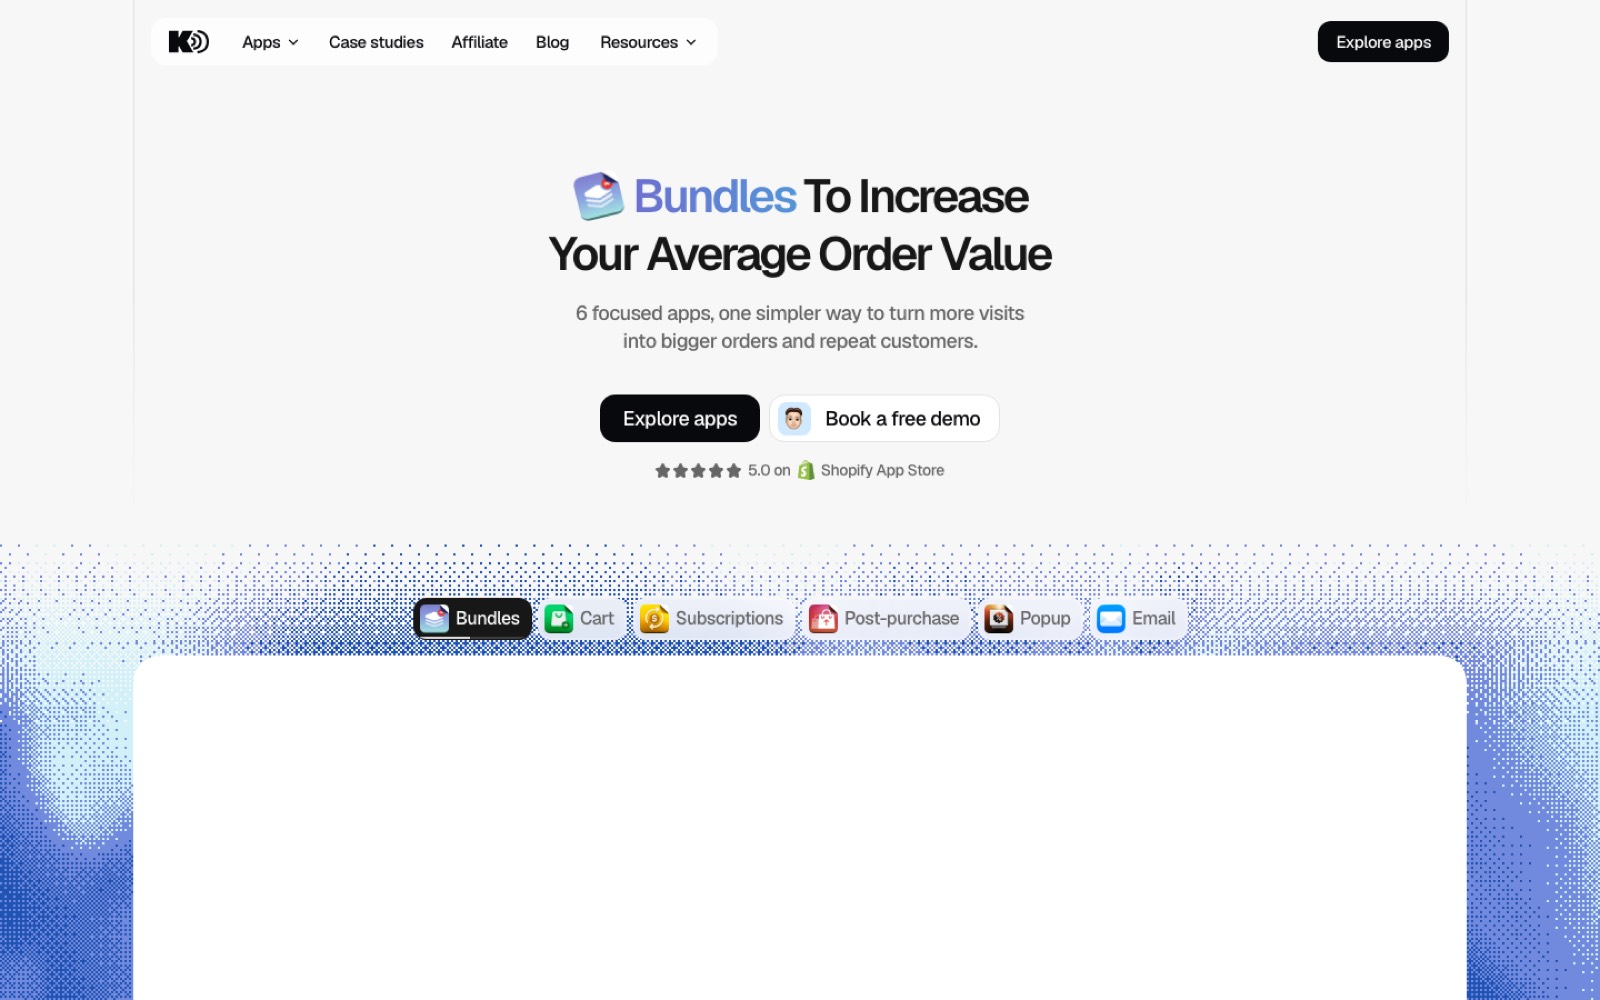 Apps
Case studies
Affiliate
Blog
Resources
Explore apps
Bundles To Increase
Your Average Order Value
6 focused apps, one simpler way to turn more visits
into bigger orders and repeat customers.
Explore apps
Book a free demo
5.0 on Shopify App Store
Bundles
Cart
Subscriptions
Post-purchase
Popup
Email